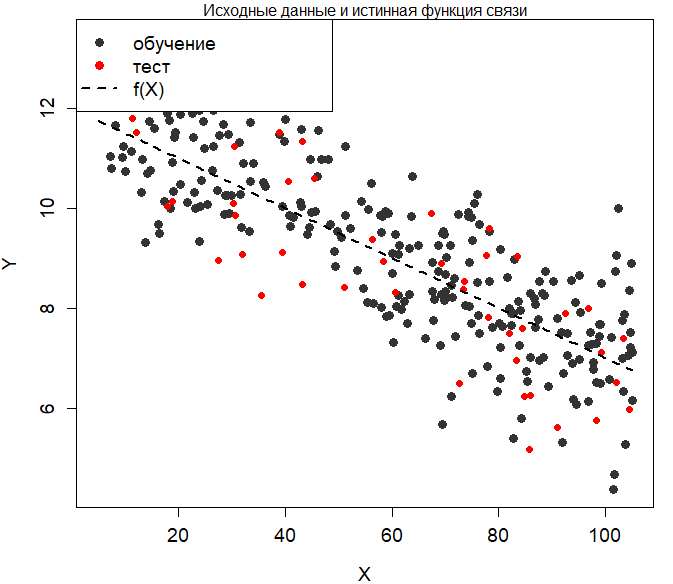 Исходные данные и истинная функция связи
обучение
тест
f(X)
12
10
8
6
Y
20 40 60 80 100
X